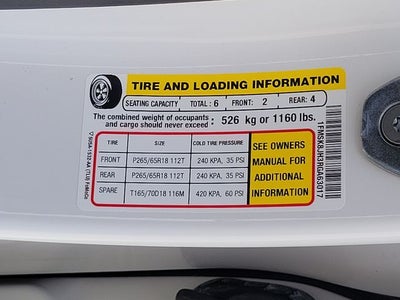 TIRE AND LOADING INFORMATION
SEATING CAPACITY TOTAL: 6 FRONT: 2 REAR: 4
The combined weight of occupants and cargo should never exceed : 526 kg or 1160 lbs.
TIRE SIZE COLD TIRE PRESSURE
FRONT P265/65R18 112T 240 KPA, 35 PSI
REAR P265/65R18 112T 240 KPA, 35 PSI
SPARE T165/70D18 116M 420 KPA, 60 PSI
SEE OWNERS
MANUAL FOR
ADDITIONAL
INFORMATION